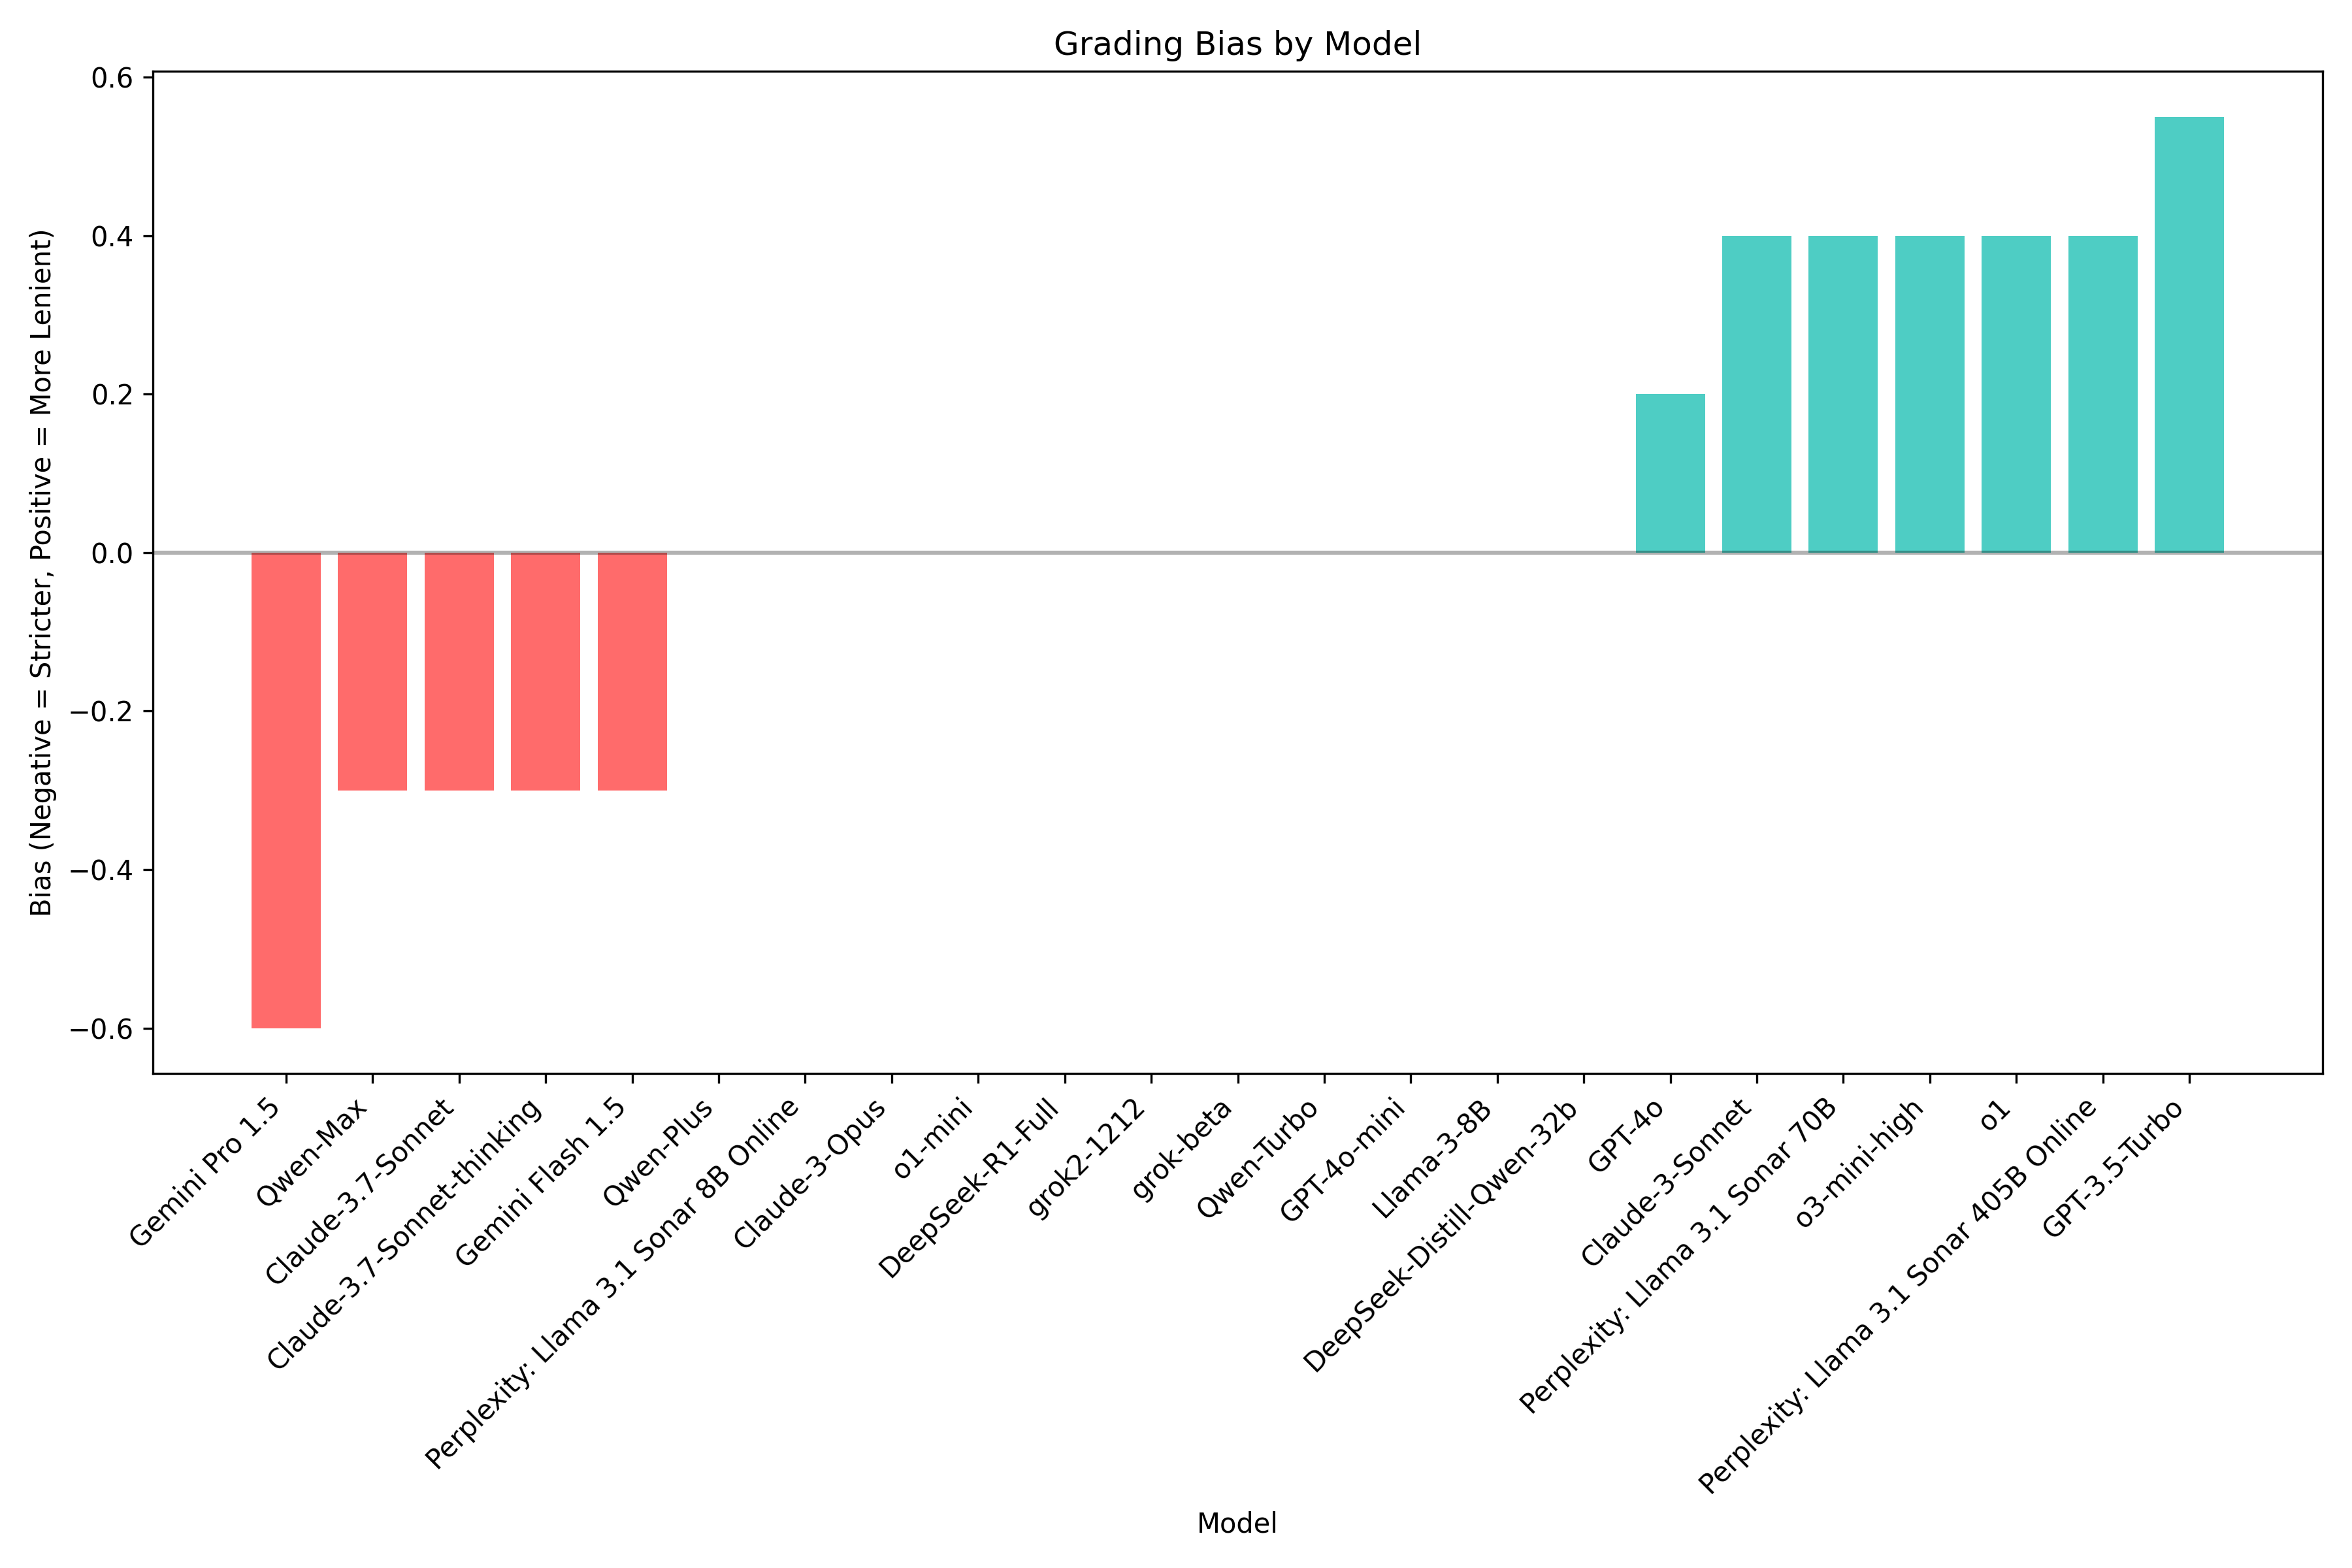 Grading Bias by Model
Bias (Negative = Stricter, Positive = More Lenient)
0.6
0.4
0.2
0.0
−0.2
−0.4
−0.6
Gemini Pro 1.5
Qwen-Max
Claude-3.7-Sonnet
Claude-3.7-Sonnet-thinking
Gemini Flash 1.5
Qwen-Plus
Perplexity: Llama 3.1 Sonar 8B Online
Claude-3-Opus
o1-mini
DeepSeek-R1-Full
grok2-1212
grok-beta
Qwen-Turbo
GPT-4o-mini
Llama-3-8B
DeepSeek-Distill-Qwen-32b
GPT-4o
Claude-3-Sonnet
Perplexity: Llama 3.1 Sonar 70B
o3-mini-high
o1
Perplexity: Llama 3.1 Sonar 405B Online
GPT-3.5-Turbo
Model